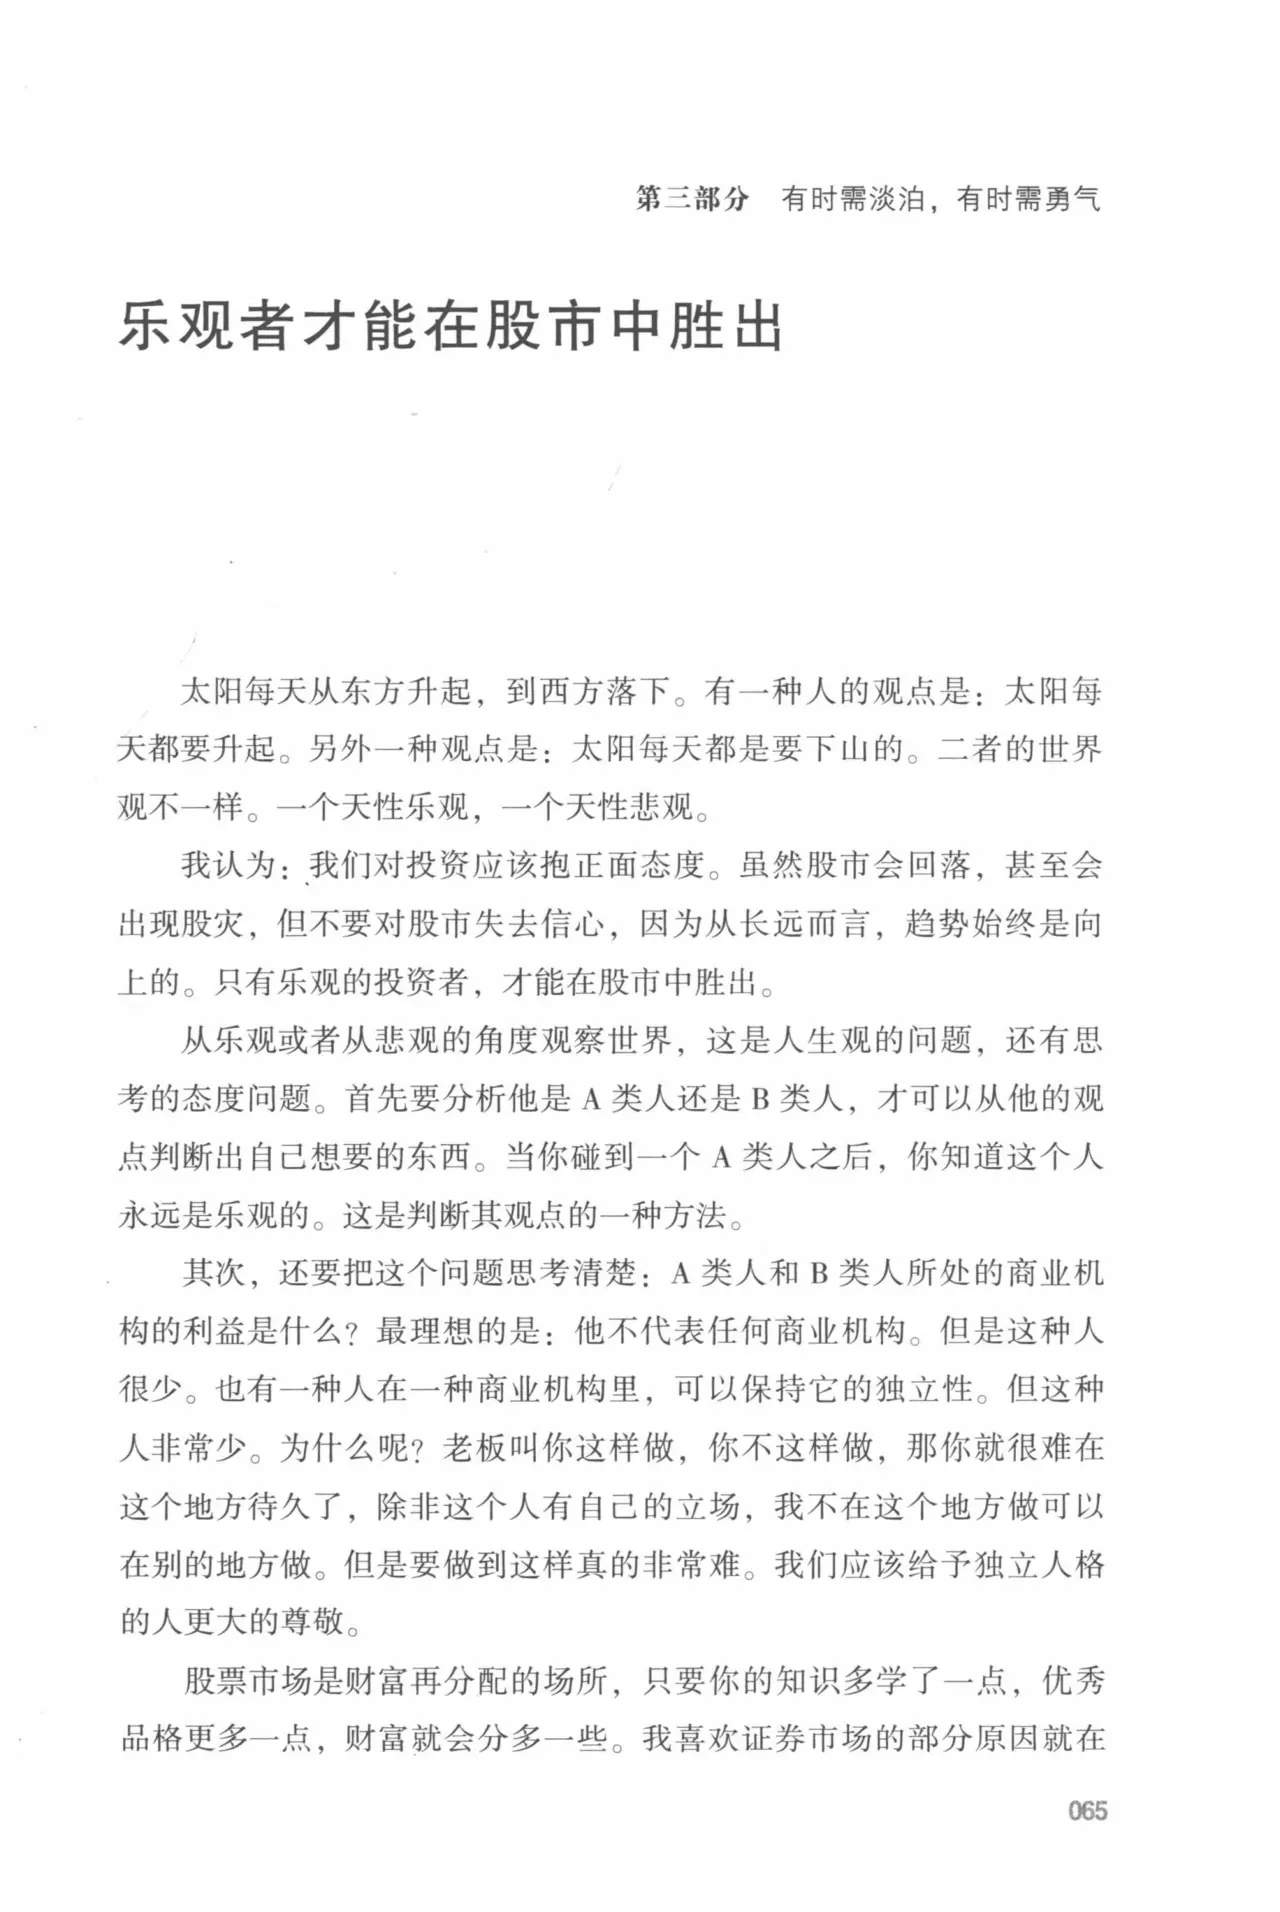 第三部分 有时需淡泊，有时需勇气
乐观者才能在股市中胜出
太阳每天从东方升起，到西方落下。有一种人的观点是：太阳每
天都要升起。另外一种观点是：太阳每天都是要下山的。二者的世界
观不一样。一个天性乐观，一个天性悲观。
我认为：我们对投资应该抱正面态度。虽然股市会回落，甚至会
出现股灾，但不要对股市失去信心，因为从长远而言，趋势始终是向
上的。只有乐观的投资者，才能在股市中胜出。
从乐观或者从悲观的角度观察世界，这是人生观的问题，还有思
考的态度问题。首先要分析他是 A 类人还是 B 类人，才可以从他的观
点判断出自己想要的东西。当你碰到一个 A 类人之后，你知道这个人
永远是乐观的。这是判断其观点的一种方法。
其次，还要把这个问题思考清楚：A 类人和 B 类人所处的商业机
构的利益是什么？最理想的是：他不代表任何商业机构。但是这种人
很少。也有一种人在一种商业机构里，可以保持它的独立性。但这种
人非常少。为什么呢？老板叫你这样做，你不这样做，那你就很难在
这个地方待久了，除非这个人有自己的立场，我不在这个地方做可以
在别的地方做。但是要做到这样真的非常难。我们应该给予独立人格
的人更大的尊敬。
股票市场是财富再分配的场所，只要你的知识多学了一点，优秀
品格更多一点，财富就会分多一些。我喜欢证券市场的部分原因就在
065